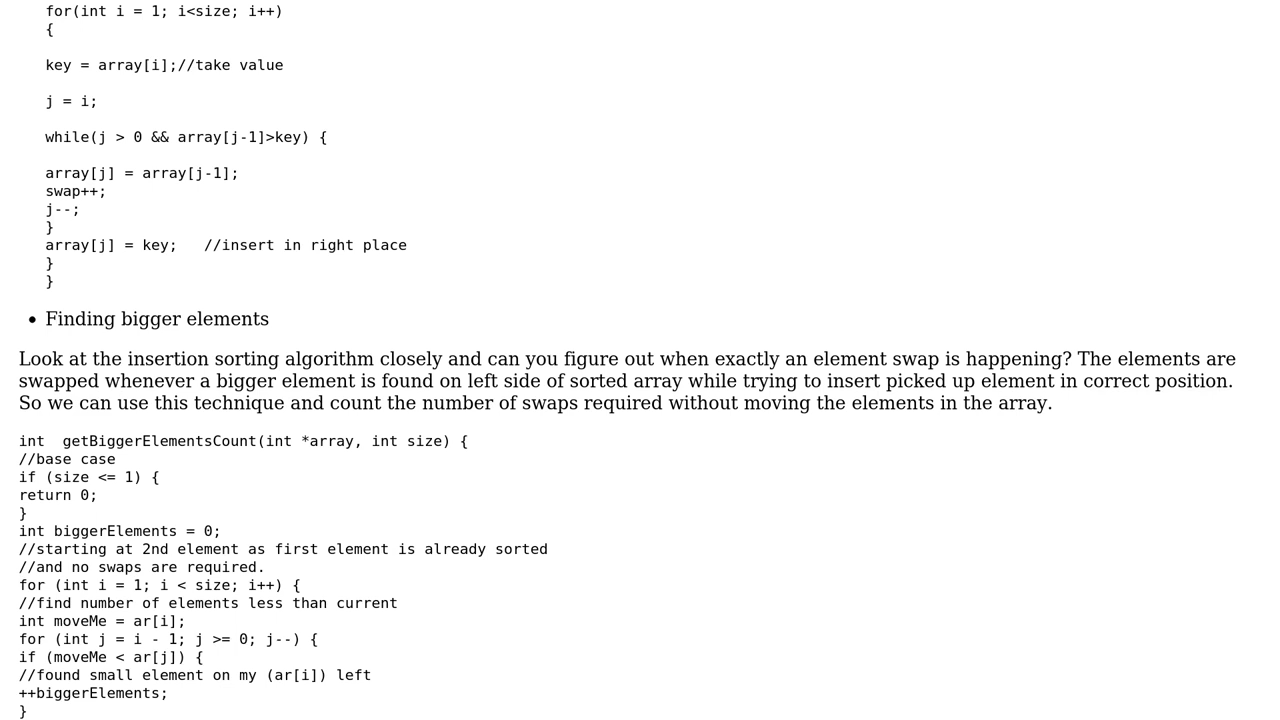 for(int i = 1; i<size; i++)
{
key = array[i];//take value
j = i;
while(j > 0 && array[j-1]>key) {
array[j] = array[j-1];
swap++;
j--;
}
array[j] = key;   //insert in right place
}
}
• Finding bigger elements
Look at the insertion sorting algorithm closely and can you figure out when exactly an element swap is happening? The elements are
swapped whenever a bigger element is found on left side of sorted array while trying to insert picked up element in correct position.
So we can use this technique and count the number of swaps required without moving the elements in the array.
int  getBiggerElementsCount(int *array, int size) {
//base case
if (size <= 1) {
return 0;
}
int biggerElements = 0;
//starting at 2nd element as first element is already sorted
//and no swaps are required.
for (int i = 1; i < size; i++) {
//find number of elements less than current
int moveMe = ar[i];
for (int j = i - 1; j >= 0; j--) {
if (moveMe < ar[j]) {
//found small element on my (ar[i]) left
++biggerElements;
}